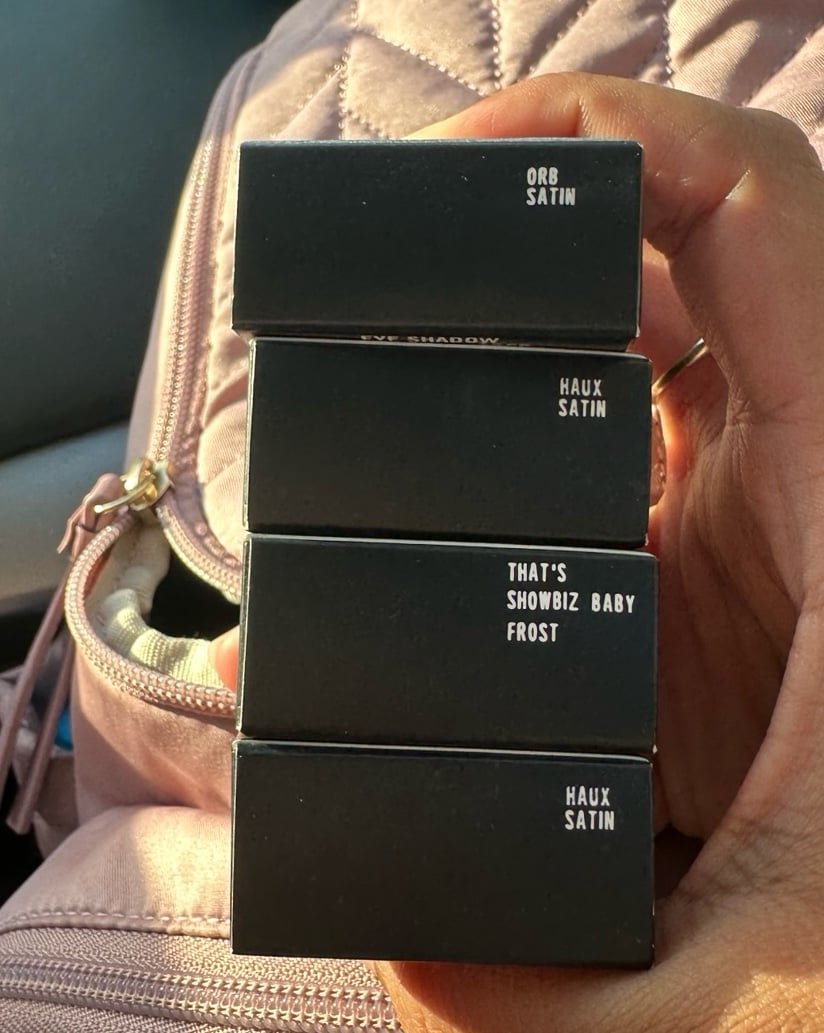 ORB
SATIN
EYE SHADOW
HAUX
SATIN
THAT'S
SHOWBIZ BABY
FROST
HAUX
SATIN